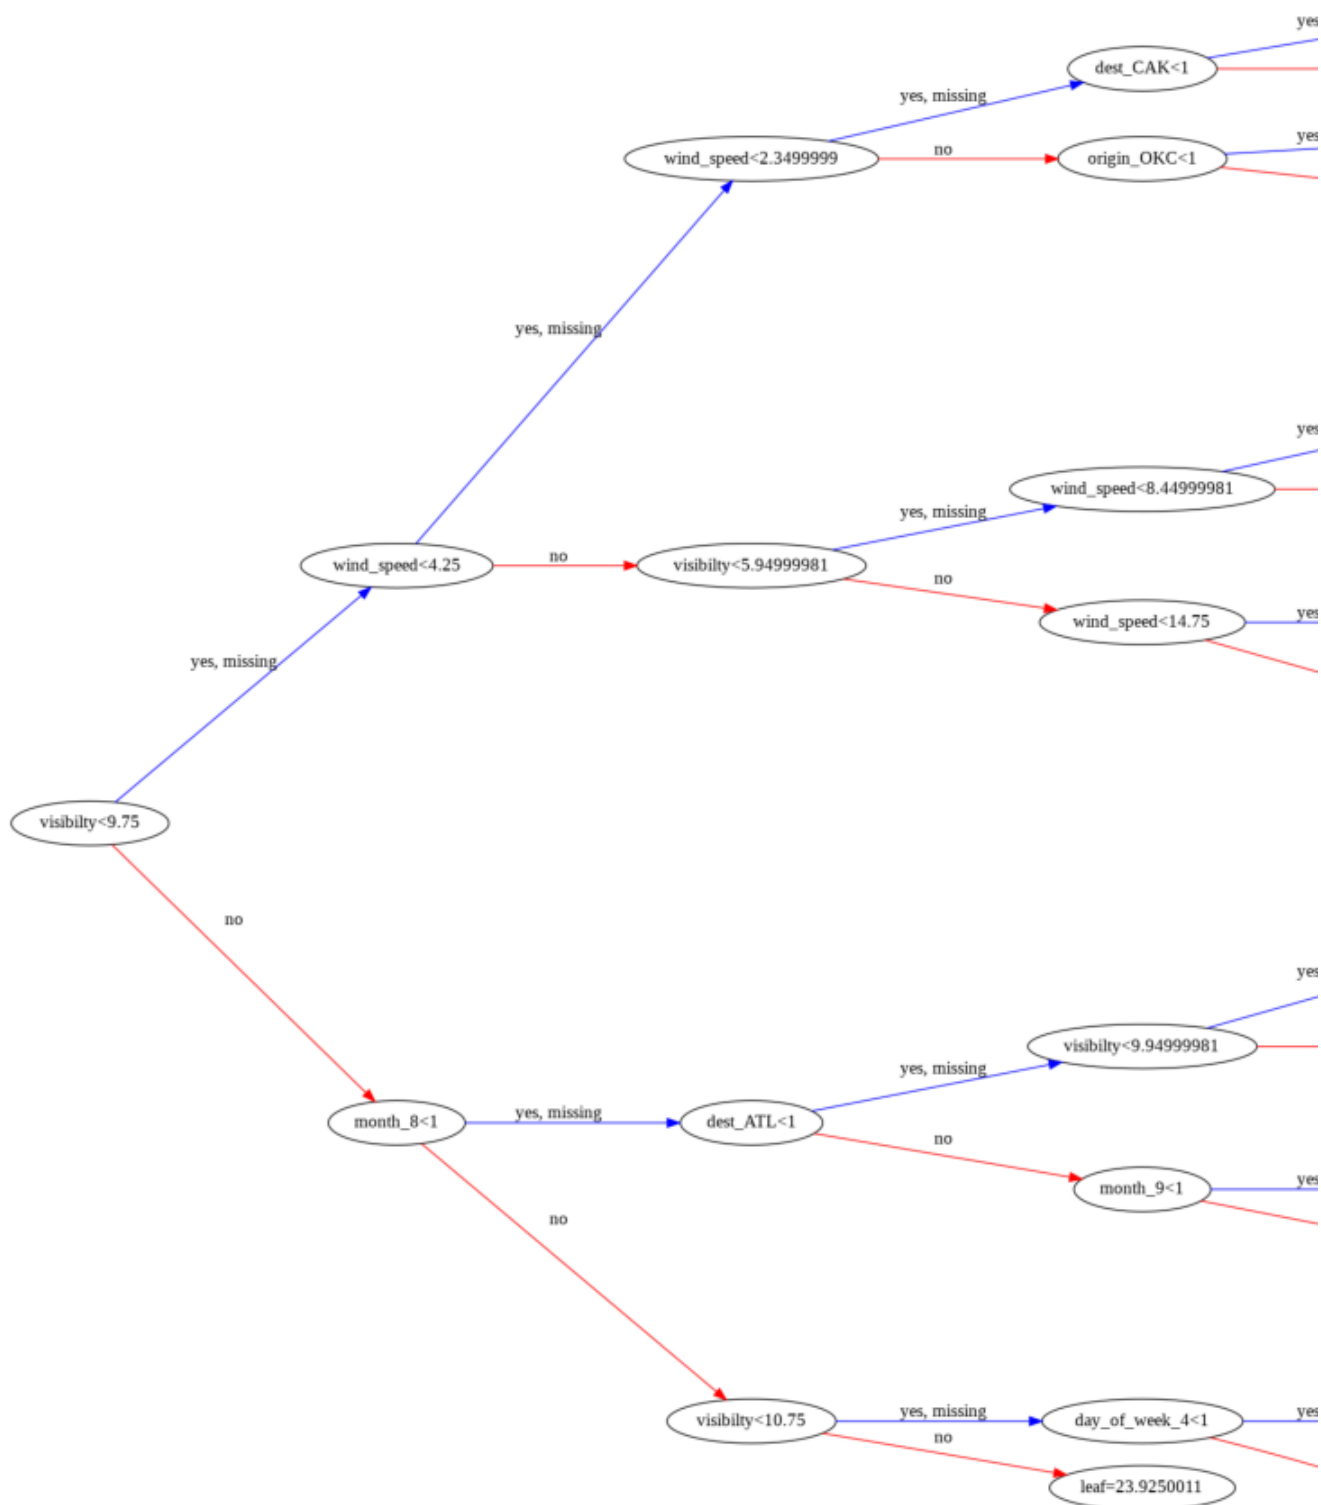 yes
dest_CAK<1
yes, missing
yes
wind_speed<2.3499999
no
origin_OKC<1
yes, missing
yes
wind_speed<8.44999981
yes, missing
wind_speed<4.25
no
visibilty<5.94999981
no
yes
wind_speed<14.75
yes, missing
visibilty<9.75
no
yes
visibilty<9.94999981
yes, missing
month_8<1
yes, missing
dest_ATL<1
no
yes
month_9<1
no
visibilty<10.75
yes, missing
day_of_week_4<1
yes
no
leaf=23.9250011